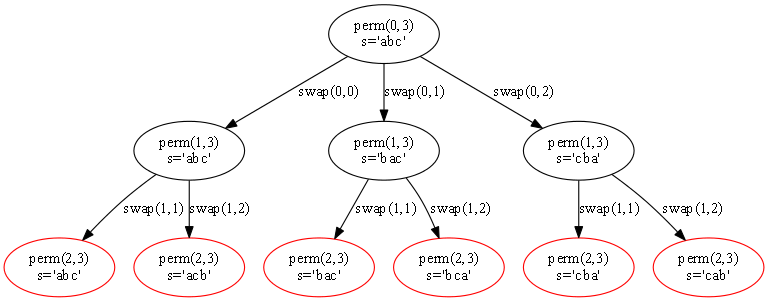 perm(0,3)
s='abc'
swap(0,0)
swap(0,1)
swap(0,2)
perm(1,3)
s='abc'
perm(1,3)
s='bac'
perm(1,3)
s='cba'
swap(1,1)
swap(1,2)
swap(1,1)
swap(1,2)
swap(1,1)
swap(1,2)
perm(2,3)
s='abc'
perm(2,3)
s='acb'
perm(2,3)
s='bac'
perm(2,3)
s='bca'
perm(2,3)
s='cba'
perm(2,3)
s='cab'